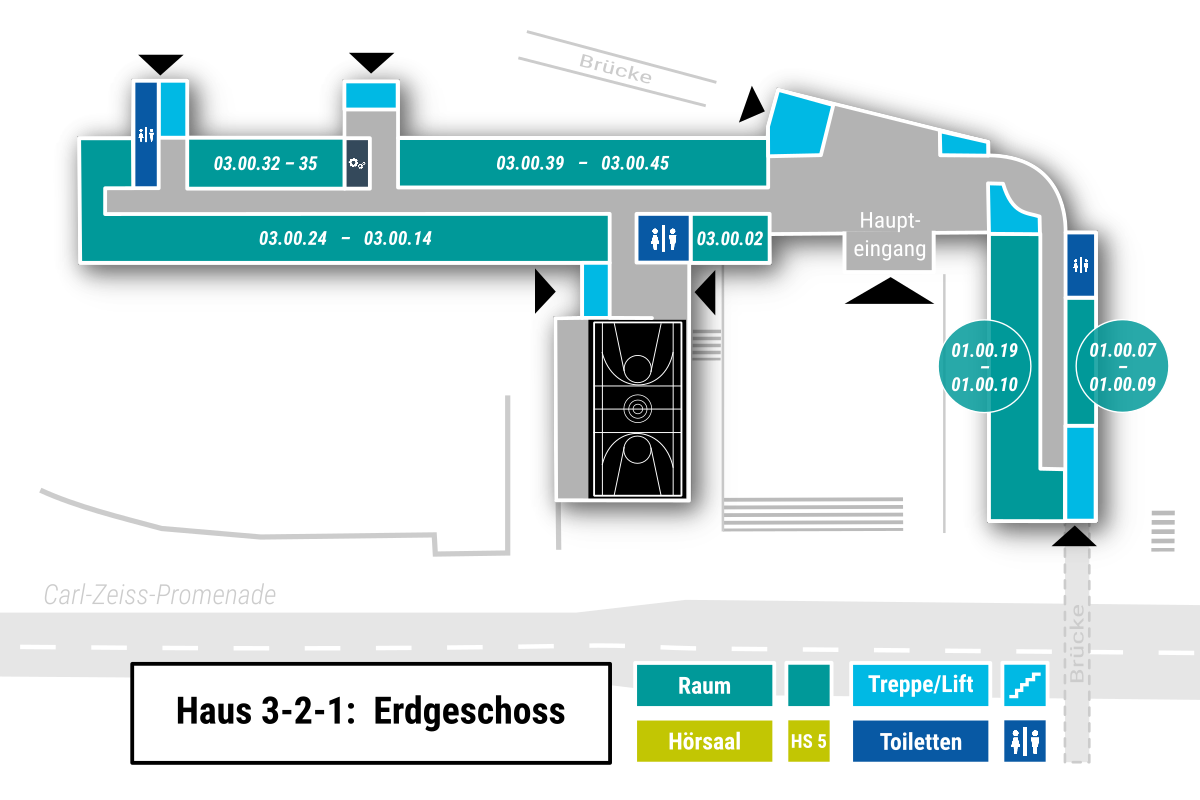 Brücke
03.00.32 – 35
03.00.39 – 03.00.45
03.00.24 – 03.00.14
03.00.02
Haupt-
eingang
01.00.19
–
01.00.10
01.00.07
–
01.00.09
Carl-Zeiss-Promenade
Brücke
Haus 3-2-1: Erdgeschoss
Raum
Treppe/Lift
Hörsaal
HS 5
Toiletten